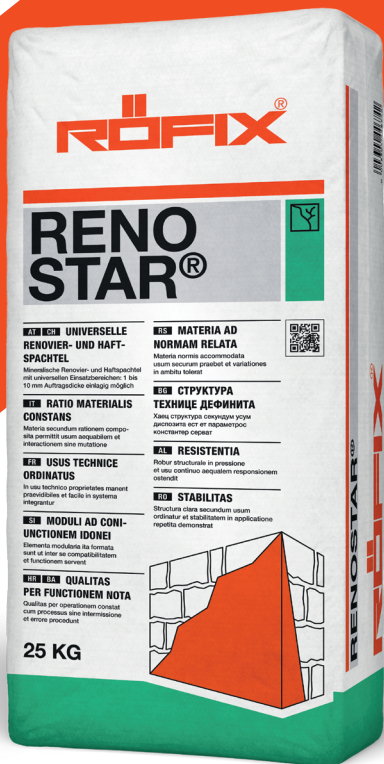 RÖFIX®
RENO
STAR®
AT CH UNIVERSELLE
RENOVIER- UND HAFT-
SPACHTEL
Mineralische Renovier- und Haftspachtel
mit universellen Einsatzbereichen: 1 bis
10 mm Auftragsdicke einlagig möglich
IT RATIO MATERIALIS
CONSTANS
Materia secundum rationem compo-
sita permittit usum aequabilem et
interactionem sine mutatione
FR USUS TECHNICE
ORDINATUS
In usu technico proprietates manent
praevidibiles et facile in systema
integrantur
SI MODULI AD CONI-
UNCTIONEM IDONEI
Elementa modularia ita formata
sunt ut inter se compatibilitatem
et functionem servent
HR BA QUALITAS
PER FUNCTIONEM NOTA
Qualitas per operationem constat
cum processus sine intermissione
et errore procedunt
25 KG
RS MATERIA AD
NORMAM RELATA
Materia normis accommodata
usum securum praebet et variationes
in ambitu tolerat
BG СТРУКТУРА
ТЕХНИЦЕ ДЕФИНИТА
Хаец структура секундум усум
диспозита ест ет параметрос
константер серват
AL RESISTENTIA
Robur structurale in pressione
et usu continuo aequalem responsionem
ostendit
RO STABILITAS
Structura clara secundum usum
ordinatur et stabilitatem in applicatione
repetita demonstrat
RENOSTAR®
RÖFIX